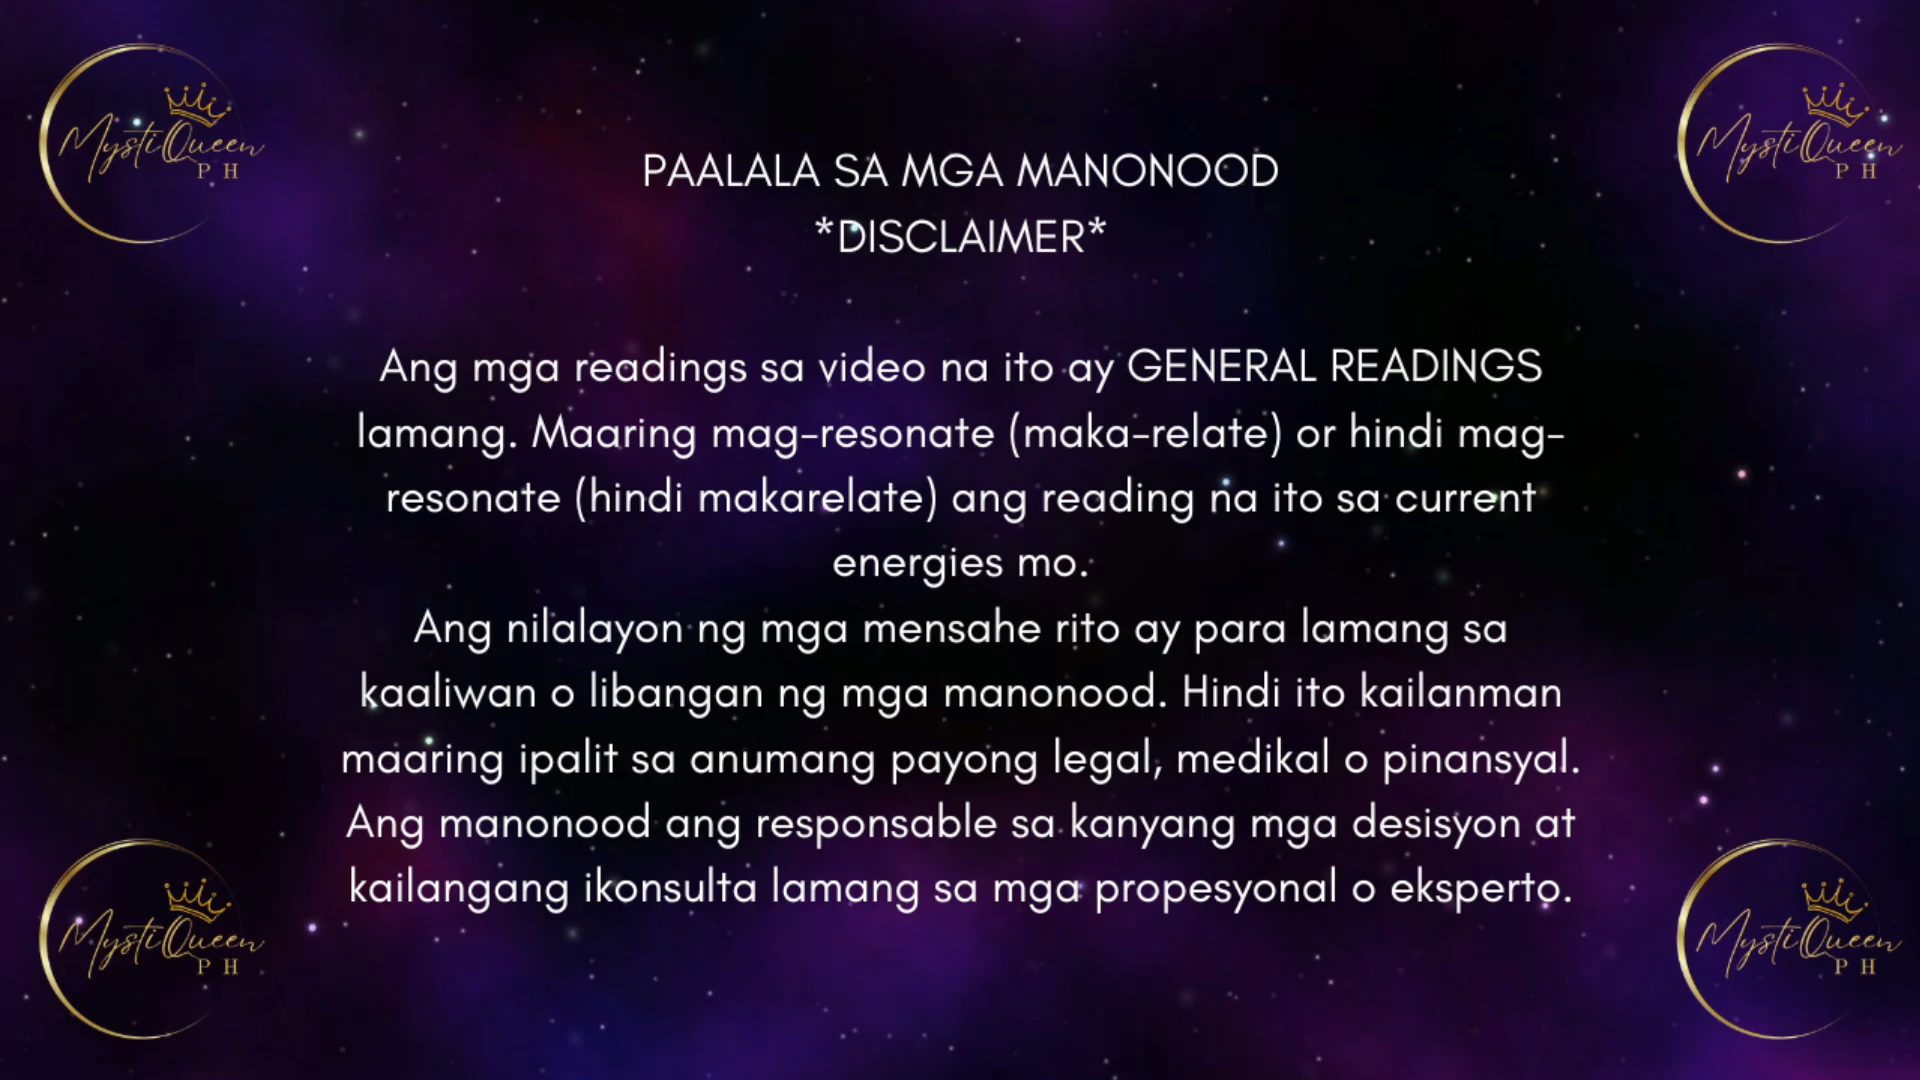 MystiQueen
PH
MystiQueen
PH
PAALALA SA MGA MANONOOD
*DISCLAIMER*
Ang mga readings sa video na ito ay GENERAL READINGS
lamang. Maaring mag-resonate (maka-relate) or hindi mag-
resonate (hindi makarelate) ang reading na ito sa current
energies mo.
Ang nilalayon ng mga mensahe rito ay para lamang sa
kaaliwan o libangan ng mga manonood. Hindi ito kailanman
maaring ipalit sa anumang payong legal, medikal o pinansyal.
Ang manonood ang responsable sa kanyang mga desisyon at
kailangang ikonsulta lamang sa mga propesyonal o eksperto.
MystiQueen
PH
MystiQueen
PH